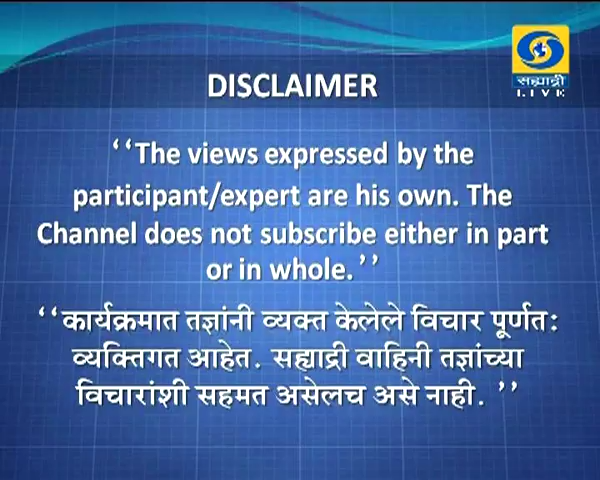 सह्याद्री
LIVE
DISCLAIMER
‘‘The views expressed by the
participant/expert are his own. The
Channel does not subscribe either in part
or in whole.’’
‘‘कार्यक्रमात तज्ञांनी व्यक्त केलेले विचार पूर्णत:
व्यक्तिगत आहेत. सह्याद्री वाहिनी तज्ञांच्या
विचारांशी सहमत असेलच असे नाही. ’’